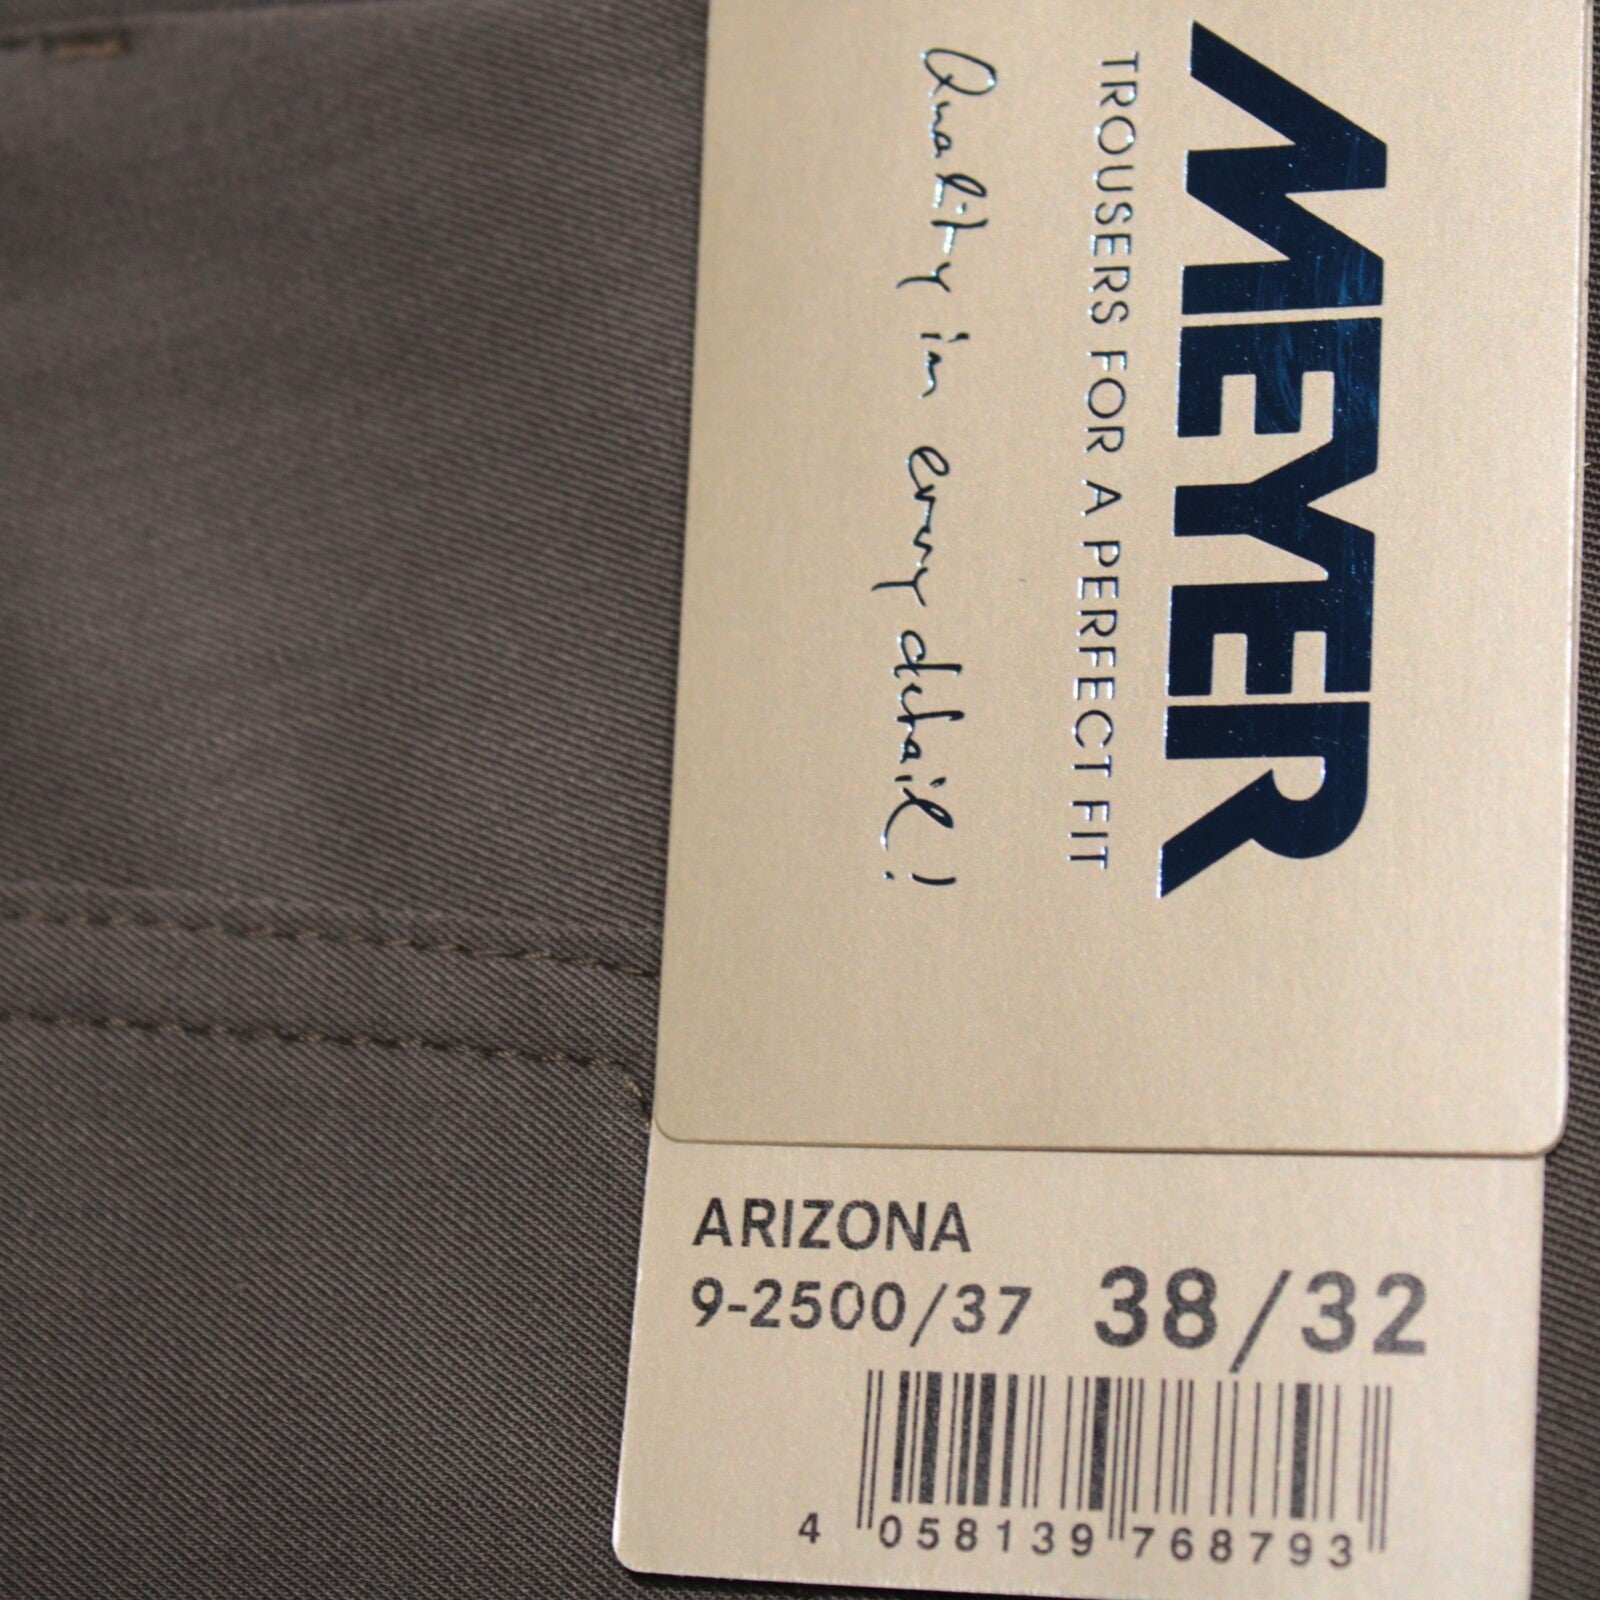 MEYER
TROUSERS FOR A PERFECT FIT
Quality in every detail!
ARIZONA
9-2500/37 38/32
4 058139 768793